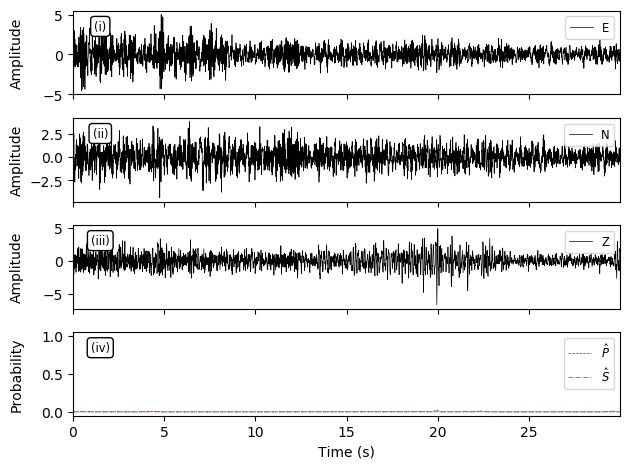 5
0
−5
Amplitude
(i)
E
2.5
0.0
−2.5
Amplitude
(ii)
N
5
0
−5
Amplitude
(iii)
Z
1.0
0.5
0.0
Probability
(iv)
P̂
Ŝ
0 5 10 15 20 25
Time (s)